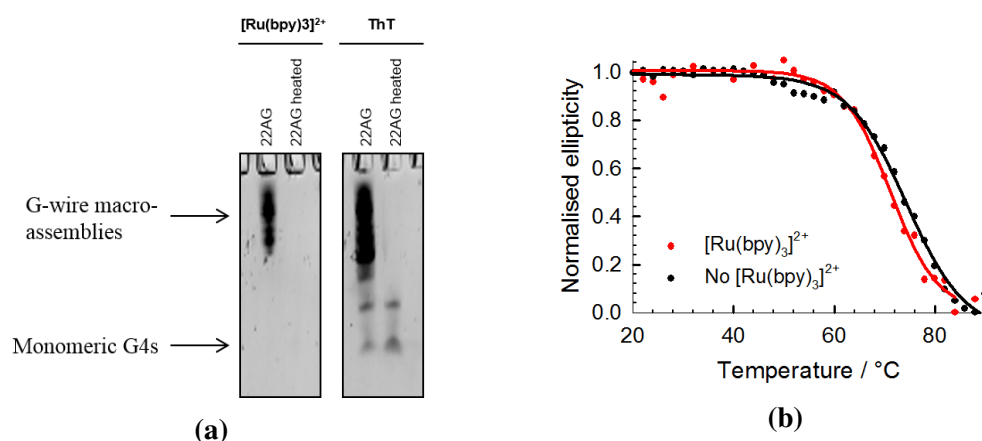 [Ru(bpy)3]²⁺ ThT
22AG
22AG heated
22AG
22AG heated
G-wire macro-
assemblies
Monomeric G4s
(a)
Normalised ellipticity
1.0
0.8
0.6
0.4
0.2
0.0
[Ru(bpy)₃]²⁺
No [Ru(bpy)₃]²⁺
20 40 60 80
Temperature / °C
(b)